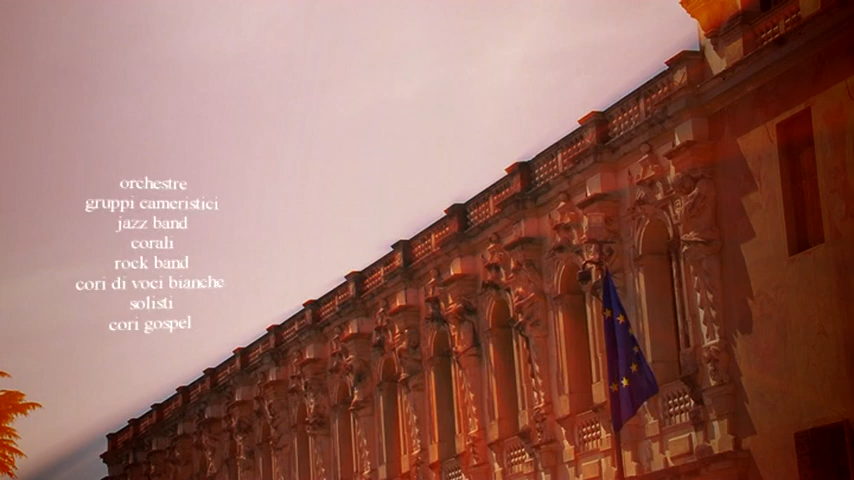 orchestre
gruppi cameristici
jazz band
corali
rock band
cori di voci bianche
solisti
cori gospel